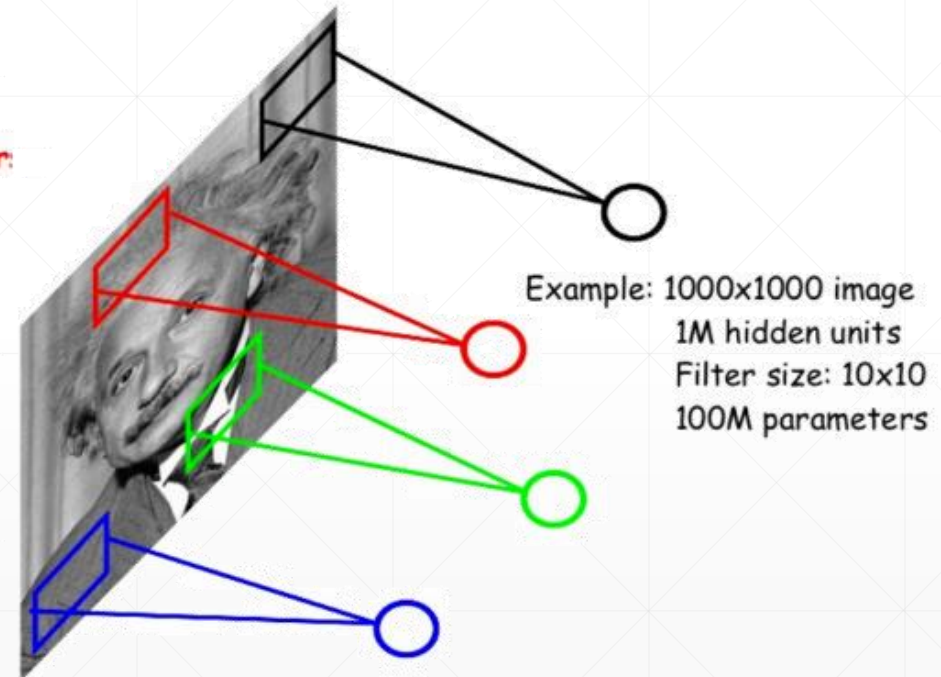 r:
Example: 1000x1000 image
1M hidden units
Filter size: 10x10
100M parameters